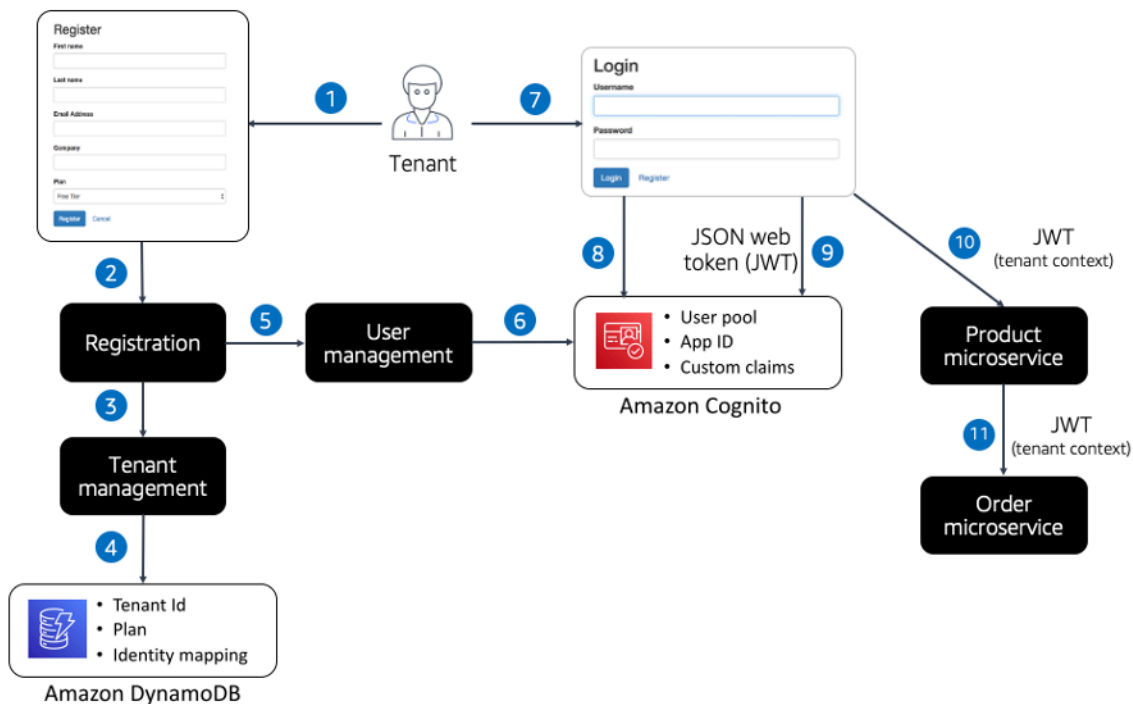 Register
First name
Last name
Email Address
Company
Plan
Free Tier
Register Cancel
1
Tenant
7
Login
Username
Password
Login Register
2
8
JSON web
token (JWT)
9
10
JWT
(tenant context)
Registration
5
User
management
6
• User pool
• App ID
• Custom claims
Amazon Cognito
Product
microservice
3
Tenant
management
11
JWT
(tenant context)
Order
microservice
4
• Tenant Id
• Plan
• Identity mapping
Amazon DynamoDB